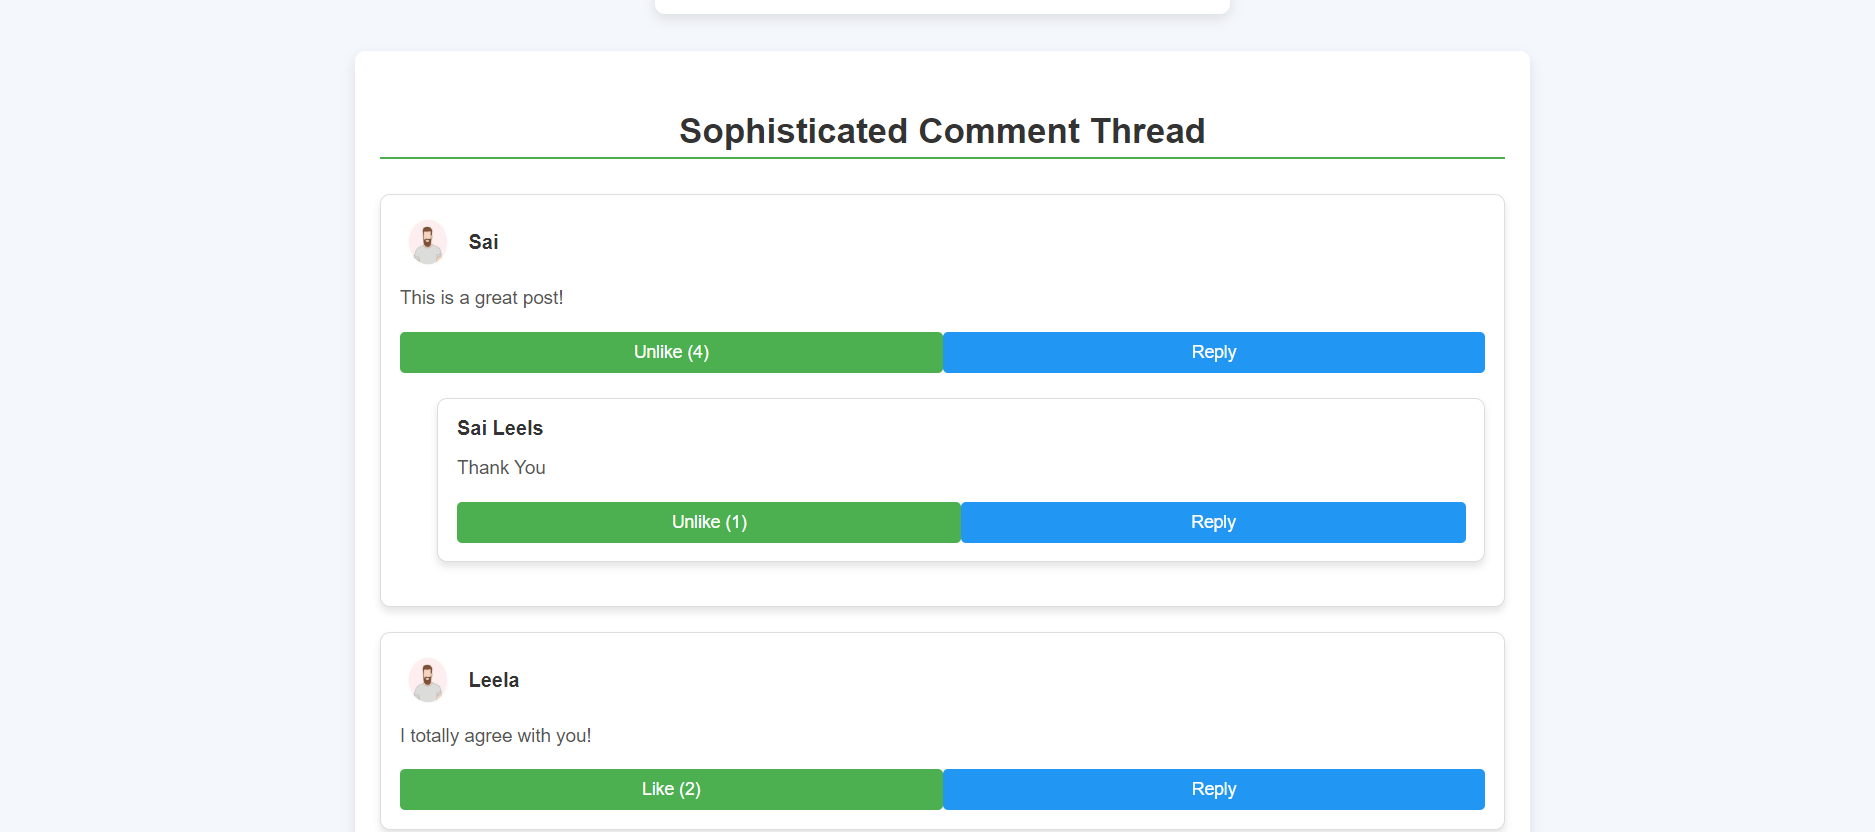 Sophisticated Comment Thread
Sai
This is a great post!
Unlike (4)
Reply
Sai Leels
Thank You
Unlike (1)
Reply
Leela
I totally agree with you!
Like (2)
Reply